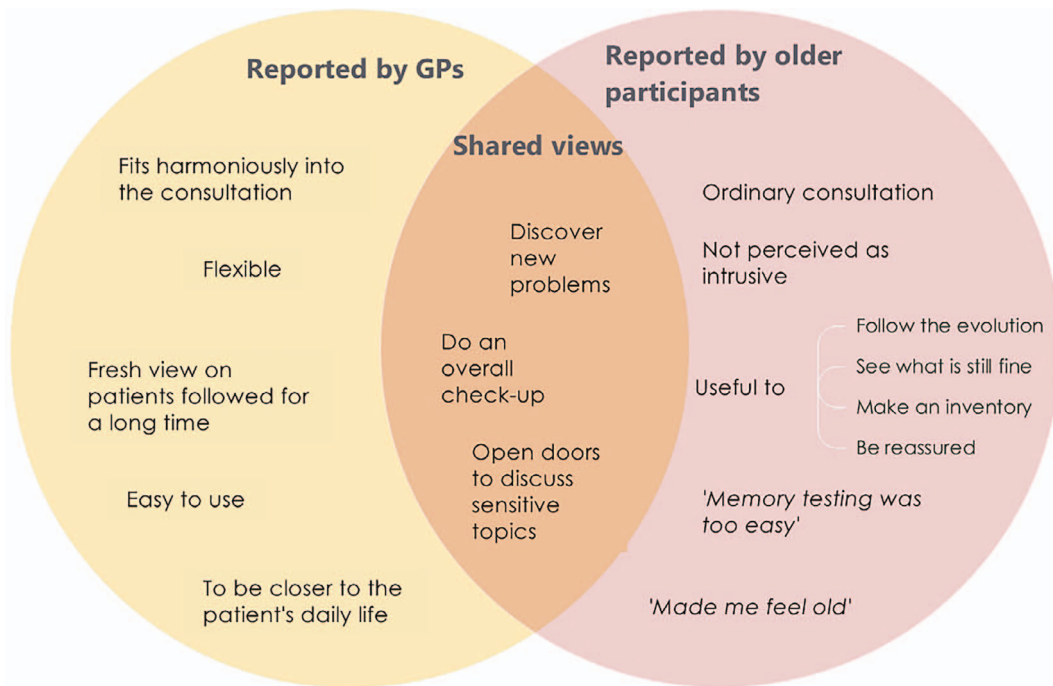 Reported by GPs
Fits harmoniously into
the consultation
Flexible
Fresh view on
patients followed for
a long time
Easy to use
To be closer to the
patient's daily life
Shared views
Discover
new
problems
Do an
overall
check-up
Open doors
to discuss
sensitive
topics
Reported by older
participants
Ordinary consultation
Not perceived as
intrusive
Useful to
Follow the evolution
See what is still fine
Make an inventory
Be reassured
'Memory testing was
too easy'
'Made me feel old'